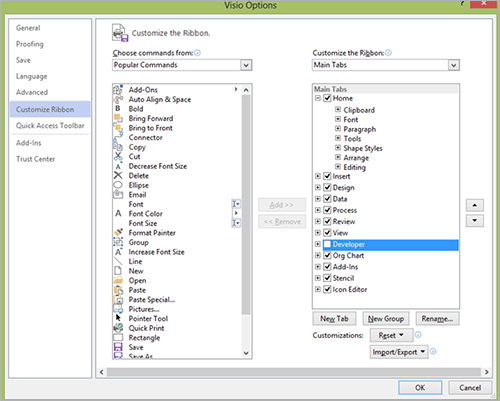 Visio Options
?
General
Proofing
Save
Language
Advanced
Customize Ribbon
Quick Access Toolbar
Add-Ins
Trust Center
Customize the Ribbon.
Choose commands from:
Popular Commands
Add-Ons
Auto Align & Space
Bold
Bring Forward
Bring to Front
Connector
Copy
Cut
Decrease Font Size
Delete
Ellipse
Email
Font
Font Color
Font Size
Format Painter
Group
Increase Font Size
Line
New
Open
Paste
Paste Special...
Pictures...
Pointer Tool
Quick Print
Rectangle
Save
Save As
Add >>
<< Remove
Customize the Ribbon:
Main Tabs
Main Tabs
Home
Clipboard
Font
Paragraph
Tools
Shape Styles
Arrange
Editing
Insert
Design
Data
Process
Review
View
Developer
Org Chart
Add-Ins
Stencil
Icon Editor
New Tab
New Group
Rename...
Customizations:
Reset
Import/Export
OK
Cancel